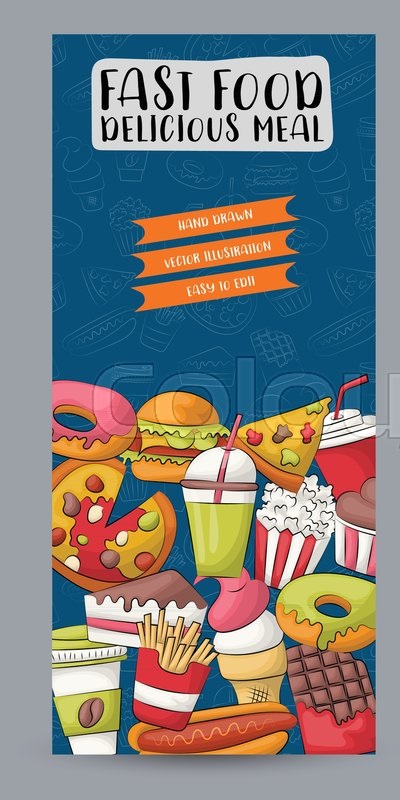 FAST FOOD
DELICIOUS MEAL
HAND DRAWN
VECTOR ILLUSTRATION
EASY TO EDIT